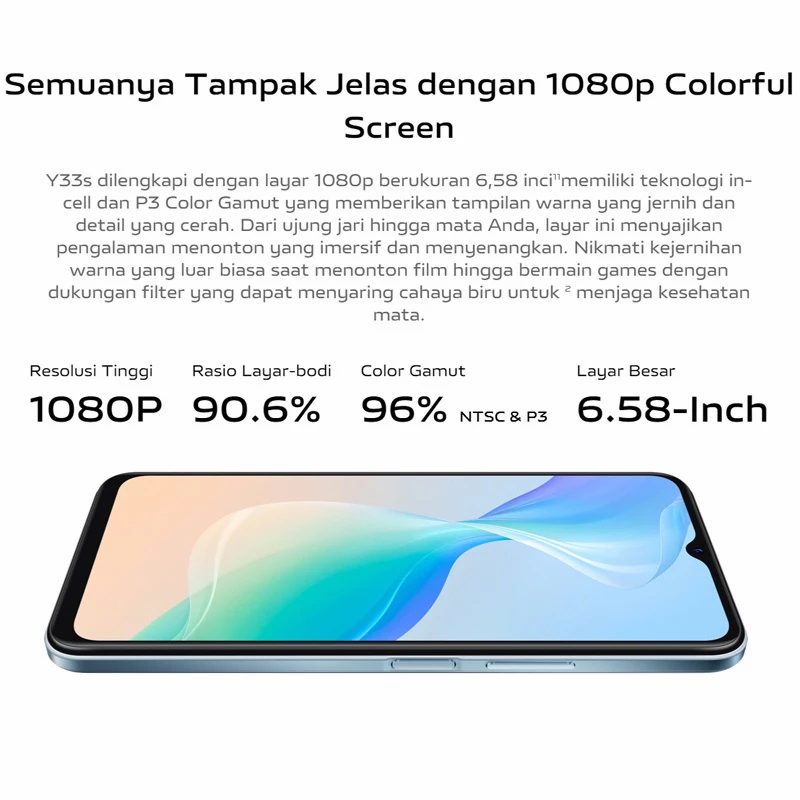 Semuanya Tampak Jelas dengan 1080p Colorful
Screen
Y33s dilengkapi dengan layar 1080p berukuran 6,58 inci¹¹memiliki teknologi in-
cell dan P3 Color Gamut yang memberikan tampilan warna yang jernih dan
detail yang cerah. Dari ujung jari hingga mata Anda, layar ini menyajikan
pengalaman menonton yang imersif dan menyenangkan. Nikmati kejernihan
warna yang luar biasa saat menonton film hingga bermain games dengan
dukungan filter yang dapat menyaring cahaya biru untuk ² menjaga kesehatan
mata.
Resolusi Tinggi Rasio Layar-bodi Color Gamut Layar Besar
1080P 90.6% 96% NTSC & P3 6.58-Inch